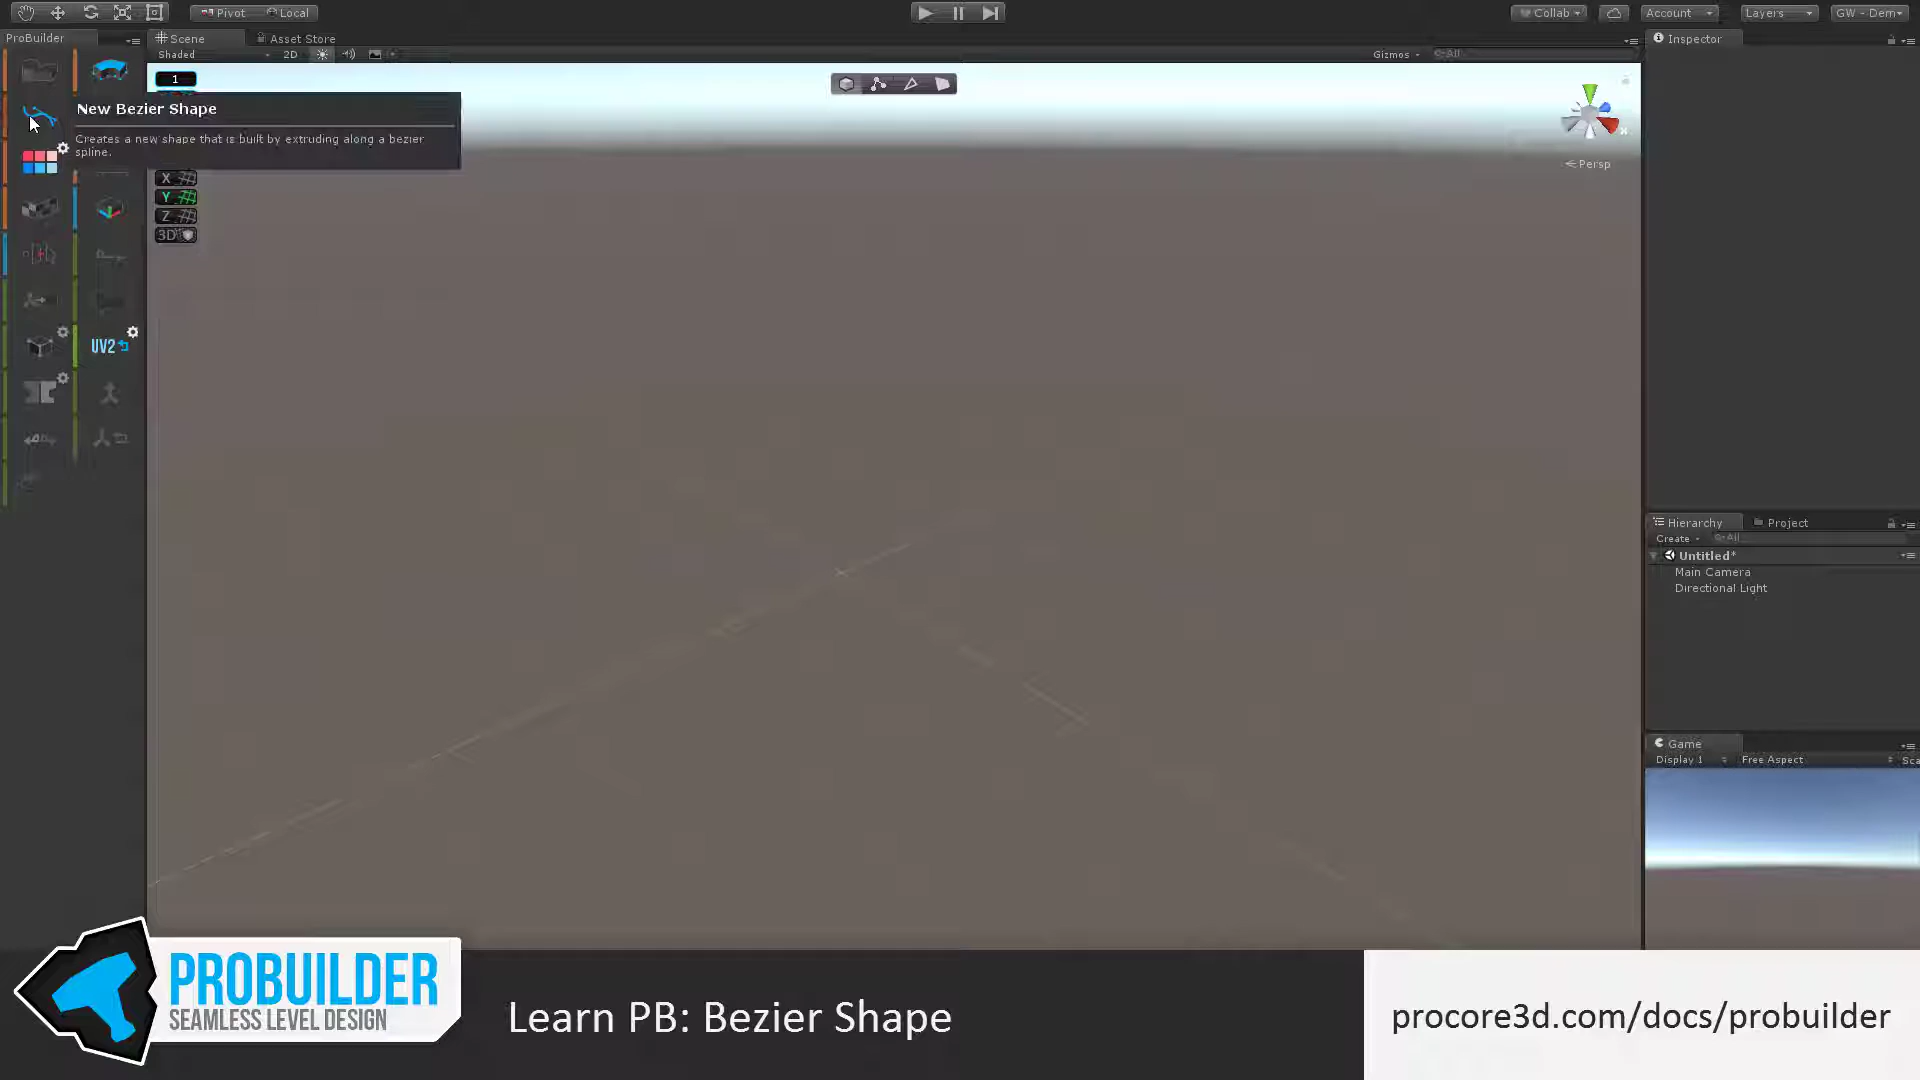 Pivot Local
Collab Account Layers GW - Dem
ProBuilder
Scene Asset Store
Inspector
Shaded 2D Gizmos All
1
New Bezier Shape
Creates a new shape that is built by extruding along a bezier
spline.
Persp
X
Y
Z
3D
UV2
Hierarchy Project
Create All
Untitled*
Main Camera
Directional Light
Game
Display 1 Free Aspect Sca
PROBUILDER
SEAMLESS LEVEL DESIGN
Learn PB: Bezier Shape
procore3d.com/docs/probuilder